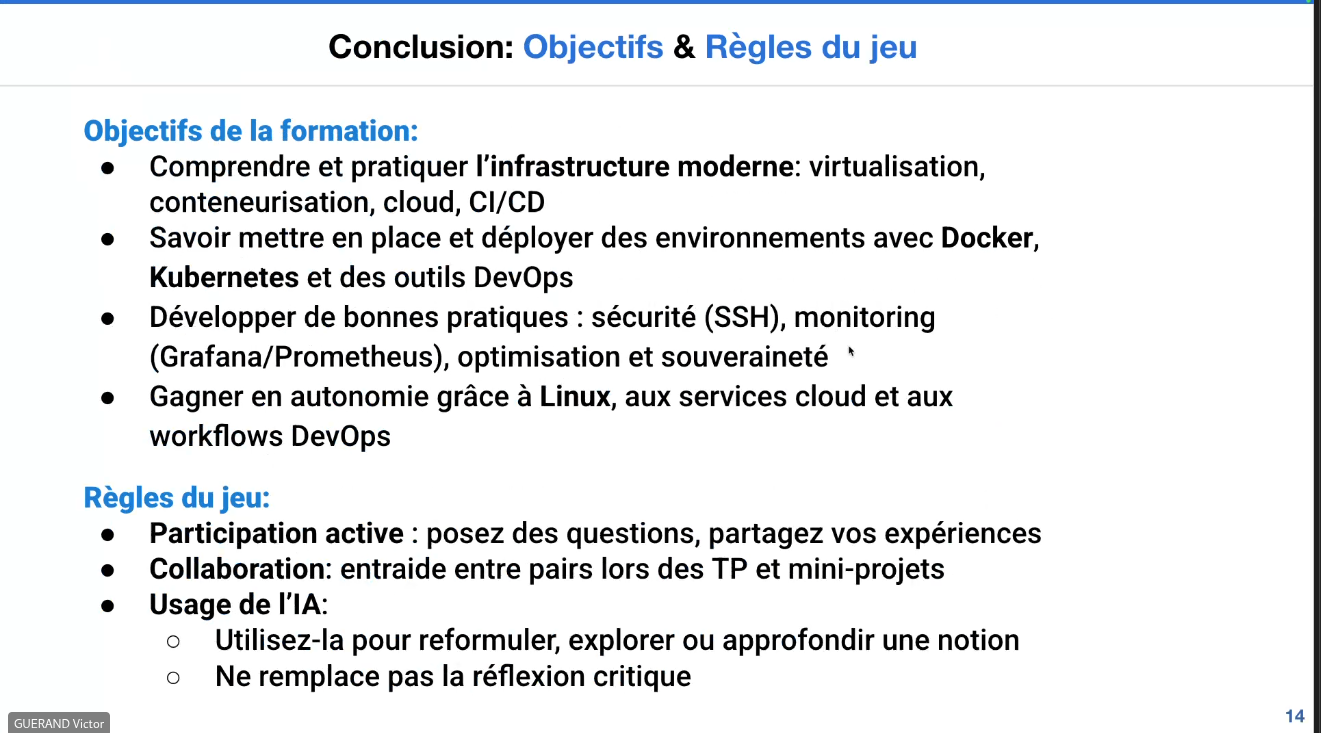 Conclusion: Objectifs & Règles du jeu
Objectifs de la formation:
● Comprendre et pratiquer l’infrastructure moderne: virtualisation,
conteneurisation, cloud, CI/CD
● Savoir mettre en place et déployer des environnements avec Docker,
Kubernetes et des outils DevOps
● Développer de bonnes pratiques : sécurité (SSH), monitoring
(Grafana/Prometheus), optimisation et souveraineté
● Gagner en autonomie grâce à Linux, aux services cloud et aux
workflows DevOps
Règles du jeu:
● Participation active : posez des questions, partagez vos expériences
● Collaboration: entraide entre pairs lors des TP et mini-projets
● Usage de l’IA:
○ Utilisez-la pour reformuler, explorer ou approfondir une notion
○ Ne remplace pas la réflexion critique
GUERAND Victor
14